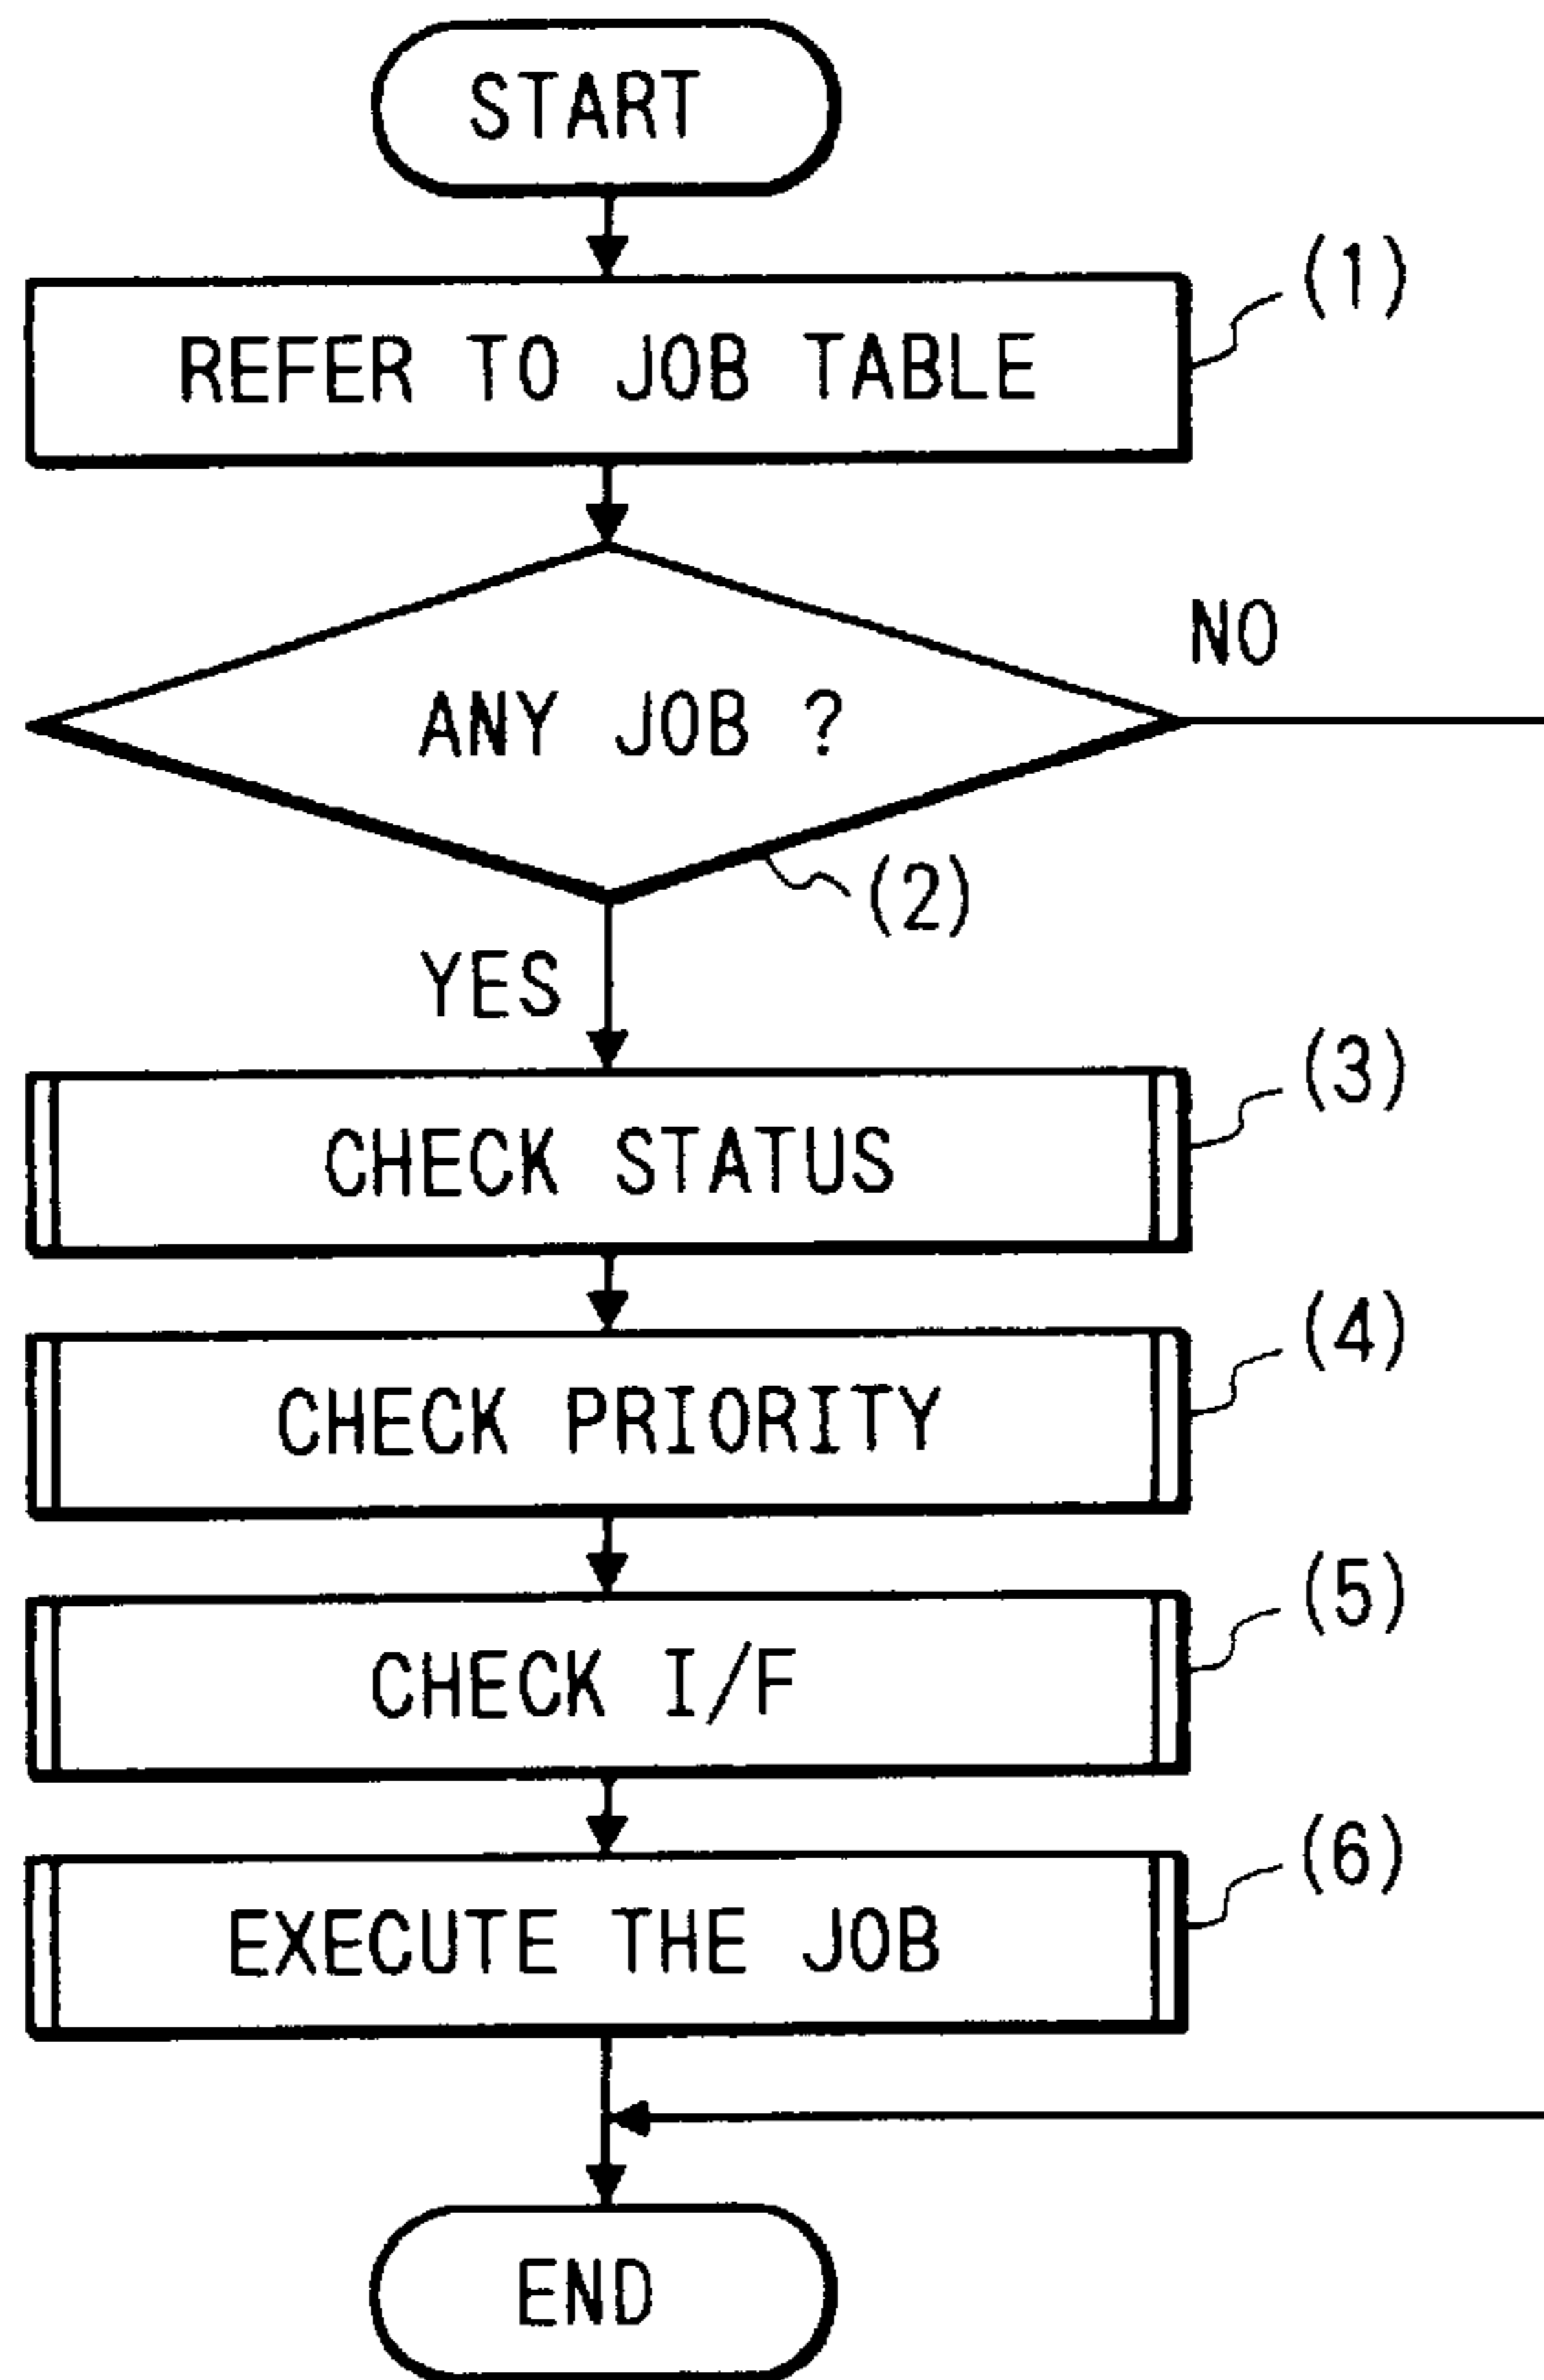 START
(1)
REFER TO JOB TABLE
NO
ANY JOB ?
(2)
YES
(3)
CHECK STATUS
(4)
CHECK PRIORITY
(5)
CHECK I/F
(6)
EXECUTE THE JOB
END